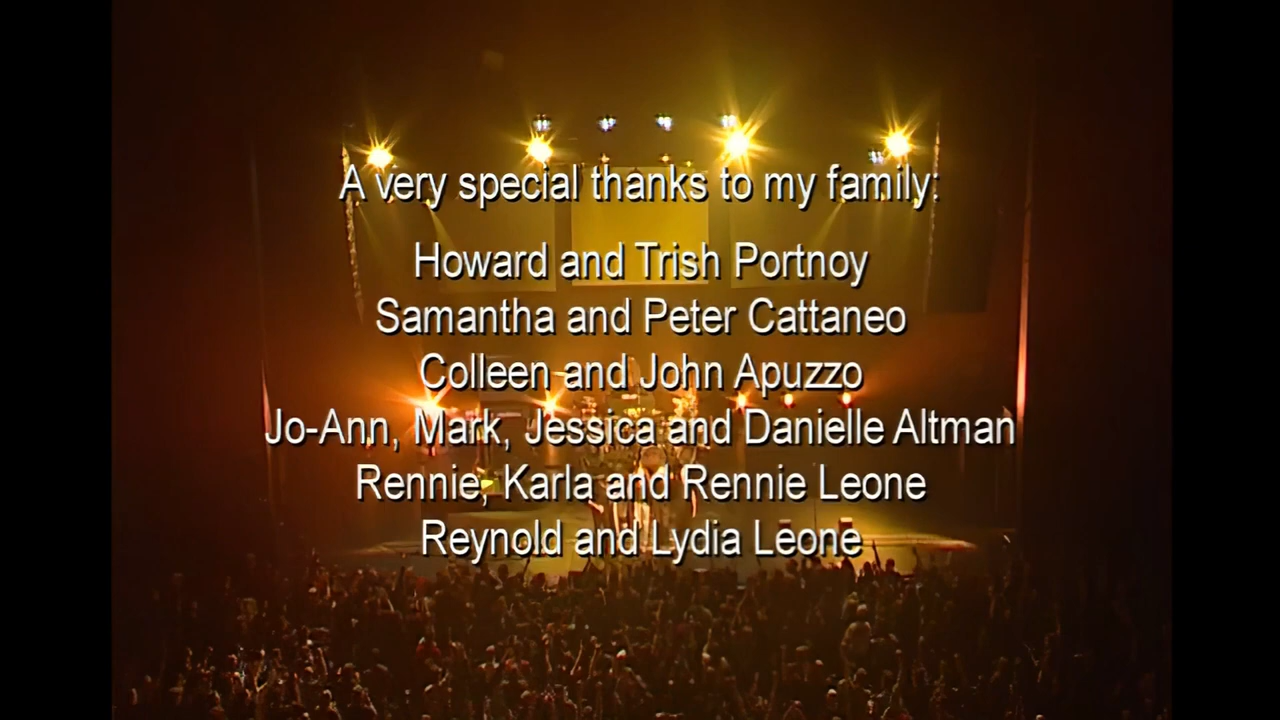 A very special thanks to my family:
Howard and Trish Portnoy
Samantha and Peter Cattaneo
Colleen and John Apuzzo
Jo-Ann, Mark, Jessica and Danielle Altman
Rennie, Karla and Rennie Leone
Reynold and Lydia Leone